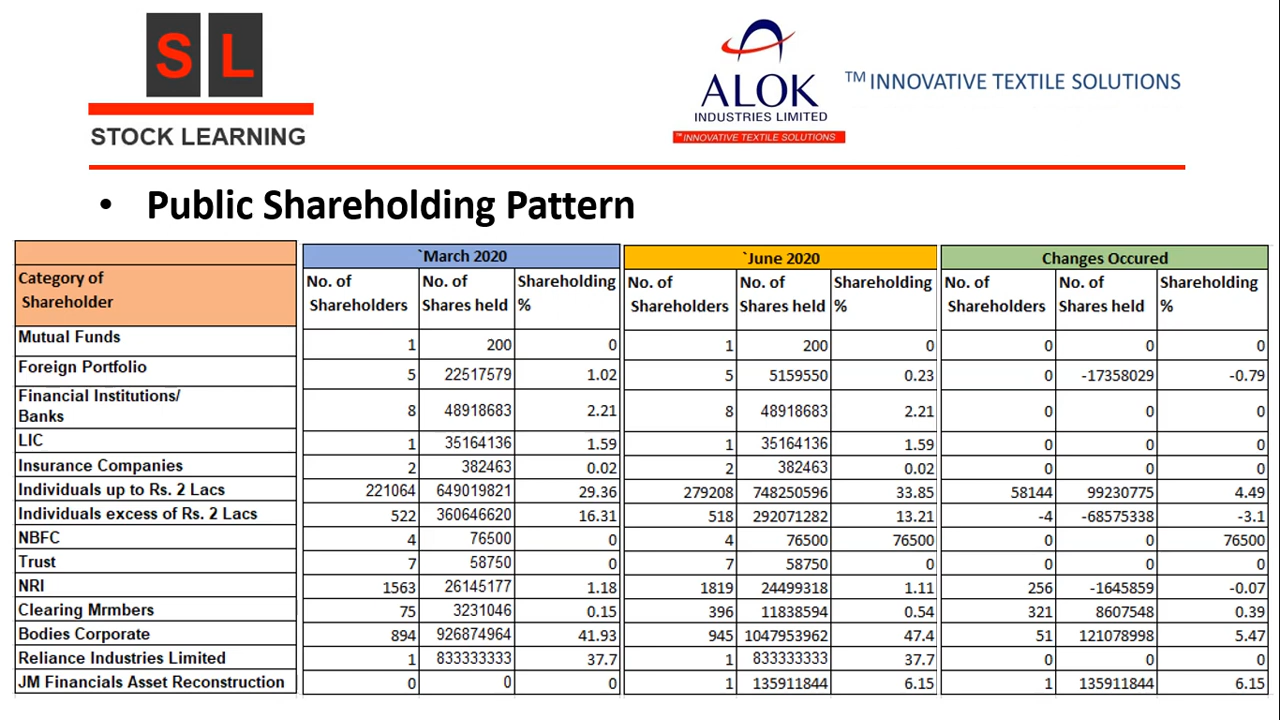 S L
STOCK LEARNING
ALOK
INDUSTRIES LIMITED
™INNOVATIVE TEXTILE SOLUTIONS
TM INNOVATIVE TEXTILE SOLUTIONS
• Public Shareholding Pattern
`March 2020 `June 2020 Changes Occured
Category of Shareholder No. of Shareholders No. of Shares held Shareholding % No. of Shareholders No. of Shares held Shareholding % No. of Shareholders No. of Shares held Shareholding %
Mutual Funds 1 200 0 1 200 0 0 0 0
Foreign Portfolio 5 22517579 1.02 5 5159550 0.23 0 -17358029 -0.79
Financial Institutions/
Banks 8 48918683 2.21 8 48918683 2.21 0 0 0
LIC 1 35164136 1.59 1 35164136 1.59 0 0 0
Insurance Companies 2 382463 0.02 2 382463 0.02 0 0 0
Individuals up to Rs. 2 Lacs 221064 649019821 29.36 279208 748250596 33.85 58144 99230775 4.49
Individuals excess of Rs. 2 Lacs 522 360646620 16.31 518 292071282 13.21 -4 -68575338 -3.1
NBFC 4 76500 0 4 76500 76500 0 0 76500
Trust 7 58750 0 7 58750 0 0 0 0
NRI 1563 26145177 1.18 1819 24499318 1.11 256 -1645859 -0.07
Clearing Mrmbers 75 3231046 0.15 396 11838594 0.54 321 8607548 0.39
Bodies Corporate 894 926874964 41.93 945 1047953962 47.4 51 121078998 5.47
Reliance Industries Limited 1 833333333 37.7 1 833333333 37.7 0 0 0
JM Financials Asset Reconstruction 0 0 0 1 135911844 6.15 1 135911844 6.15